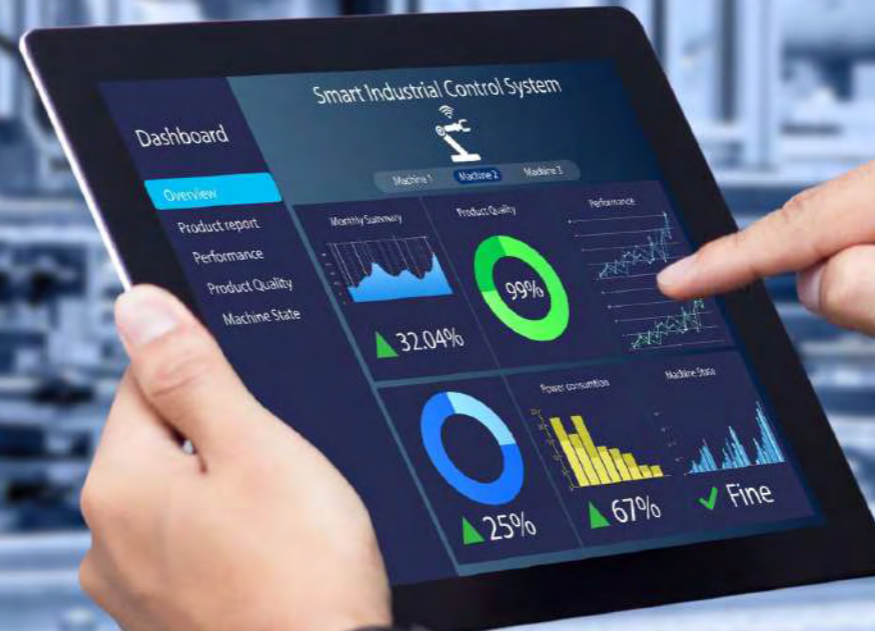 Smart Industrial Control System
Dashboard
Machine 1
Machine 2
Machine 3
Overview
Product report
Performance
Product Quality
Machine State
Monthly Summary
32.04%
Product Quality
99%
Performance
25%
Power consumtion
67%
Machine State
Fine